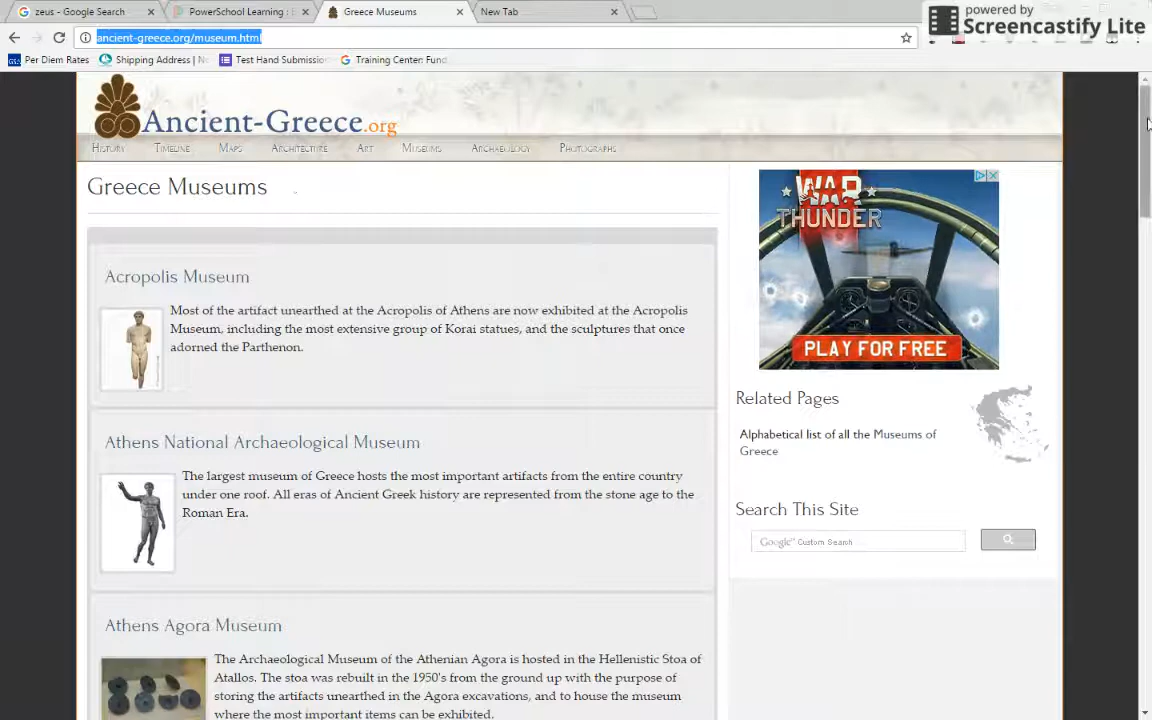 zeus - Google Search
PowerSchool Learning : E
Greece Museums
New Tab
powered by
Screencastify Lite
ancient-greece.org/museum.html
Per Diem Rates
Shipping Address | N
Test Hand Submissio
Training Center: Fund
Ancient-Greece.org
History Timeline Maps Architecture Art Museums Archaeology Photographs
Greece Museums
Acropolis Museum
Most of the artifact unearthed at the Acropolis of Athens are now exhibited at the Acropolis
Museum, including the most extensive group of Korai statues, and the sculptures that once
adorned the Parthenon.
Athens National Archaeological Museum
The largest museum of Greece hosts the most important artifacts from the entire country
under one roof. All eras of Ancient Greek history are represented from the stone age to the
Roman Era.
Athens Agora Museum
The Archaeological Museum of the Athenian Agora is hosted in the Hellenistic Stoa of
Atallos. The stoa was rebuilt in the 1950's from the ground up with the purpose of
storing the artifacts unearthed in the Agora excavations, and to house the museum
where the most important items can be exhibited.
WAR
THUNDER
PLAY FOR FREE
Related Pages
Alphabetical list of all the Museums of
Greece
Search This Site
Google Custom Search